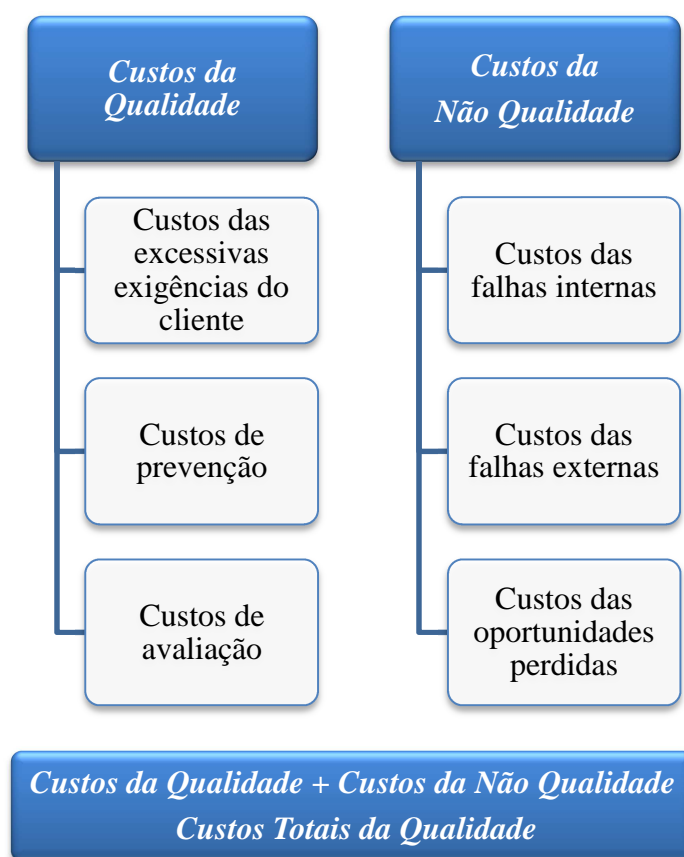 Custos da
Qualidade
Custos das
excessivas
exigências do
cliente
Custos de
prevenção
Custos de
avaliação
Custos da
Não Qualidade
Custos das
falhas internas
Custos das
falhas externas
Custos das
oportunidades
perdidas
Custos da Qualidade + Custos da Não Qualidade
Custos Totais da Qualidade